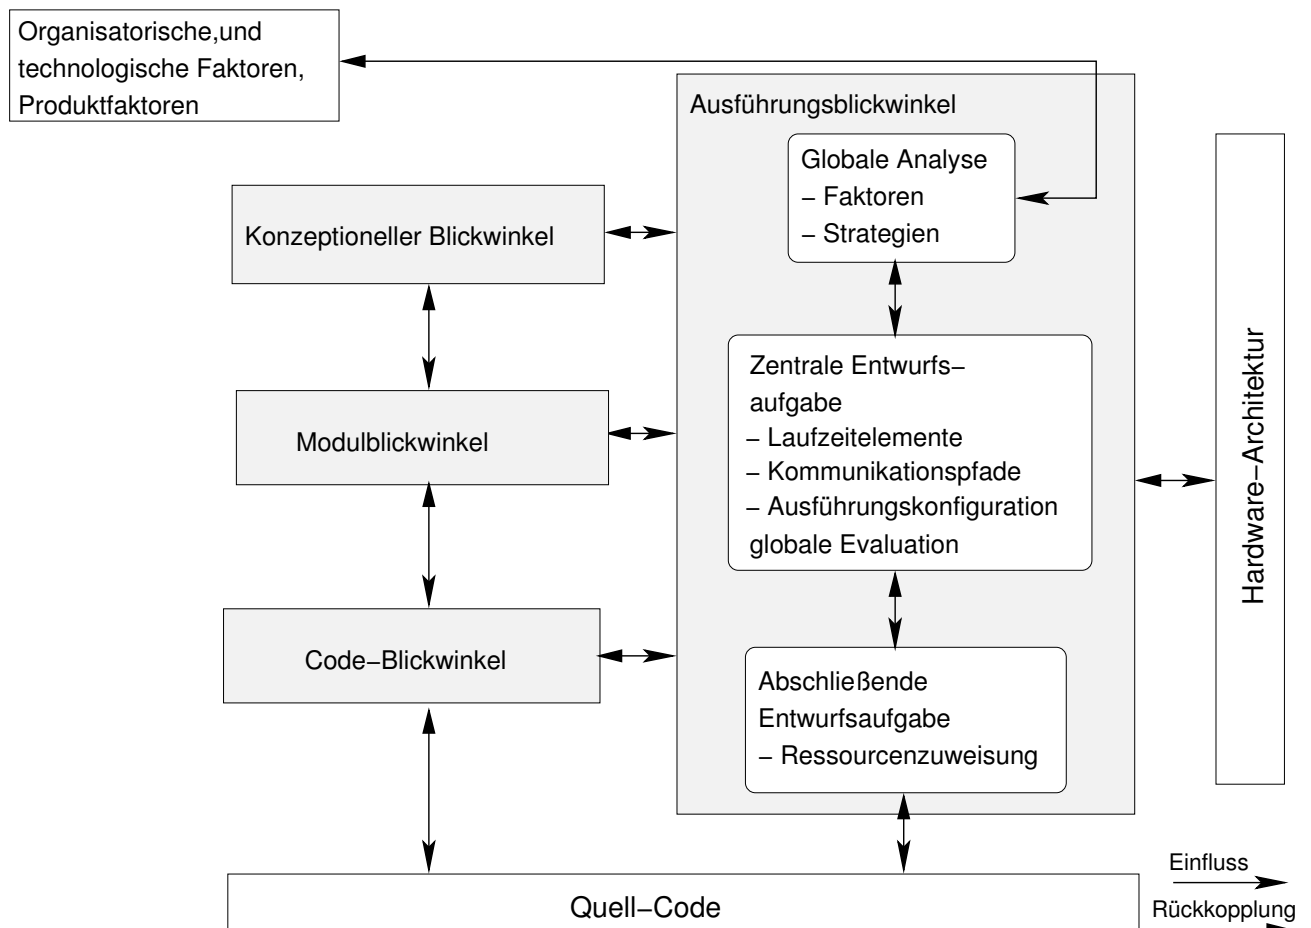 Organisatorische,und
technologische Faktoren,
Produktfaktoren
Ausführungsblickwinkel
Globale Analyse
– Faktoren
– Strategien
Konzeptioneller Blickwinkel
Zentrale Entwurfs–
aufgabe
– Laufzeitelemente
– Kommunikationspfade
– Ausführungskonfiguration
globale Evaluation
Modulblickwinkel
Hardware–Architektur
Code–Blickwinkel
Abschließende
Entwurfsaufgabe
– Ressourcenzuweisung
Quell–Code
Einfluss
Rückkopplung